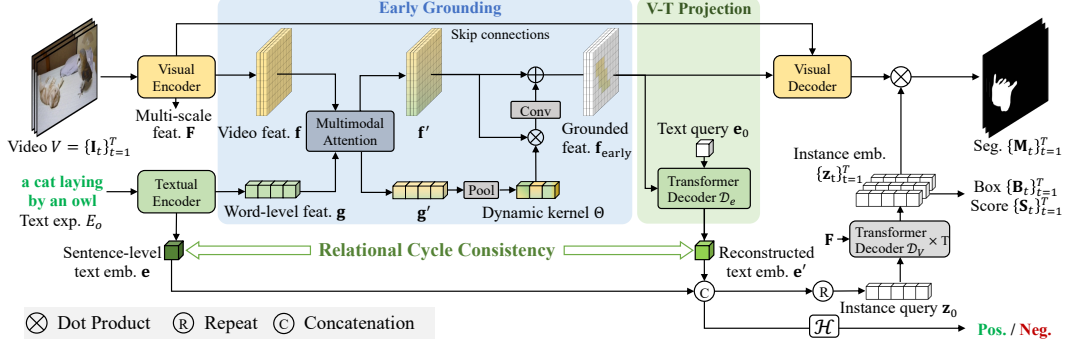 Early Grounding
V-T Projection
Skip connections
Visual
Encoder
Multi-scale
feat. F
Video V = {I_t}_{t=1}^T
Video feat. f
Multimodal
Attention
f′
Conv
Grounded
feat. f_early
Text query e_0
Visual
Decoder
Seg. {M_t}_{t=1}^T
a cat laying
by an owl
Text exp. E_o
Textual
Encoder
Word-level feat. g
g′
Pool
Dynamic kernel Θ
Transformer
Decoder D_e
Instance emb.
{z_t}_{t=1}^T
Box {B_t}_{t=1}^T
Score {S_t}_{t=1}^T
F
Transformer
Decoder D_V × T
Sentence-level
text emb. e
Relational Cycle Consistency
Reconstructed
text emb. e′
C
R
Instance query z_0
⊗ Dot Product
R Repeat
C Concatenation
H
Pos. / Neg.